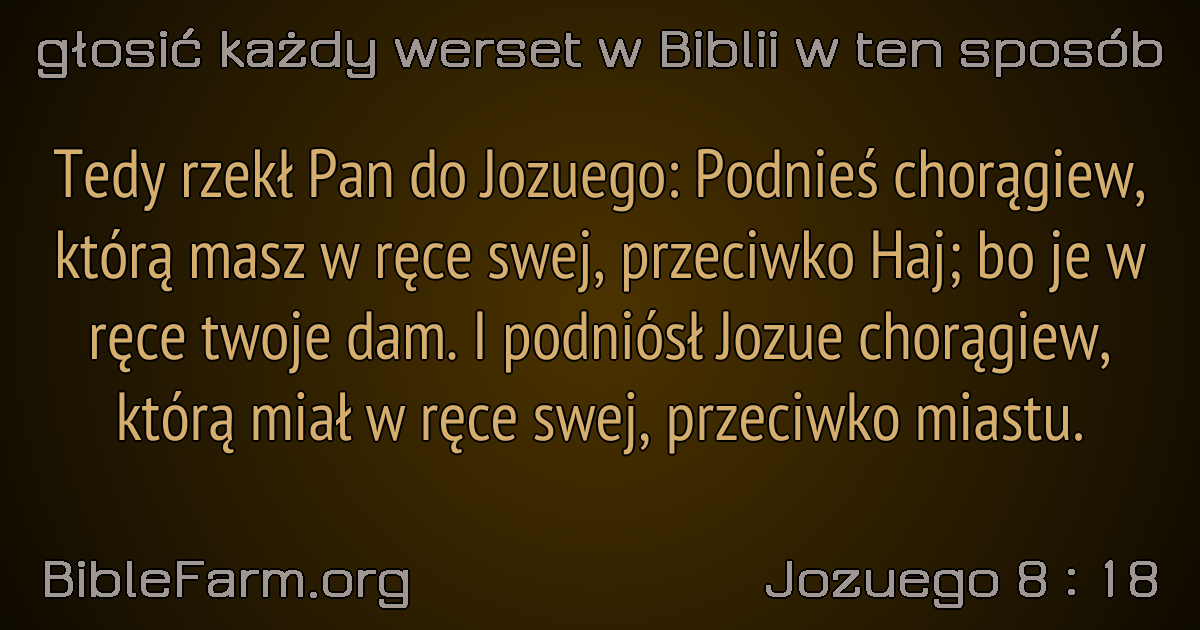 głosić każdy werset w Biblii w ten sposób
Tedy rzekł Pan do Jozuego: Podnieś chorągiew,
którą masz w ręce swej, przeciwko Haj; bo je w
ręce twoje dam. I podniósł Jozue chorągiew,
którą miał w ręce swej, przeciwko miastu.
BibleFarm.org
Jozuego 8 : 18